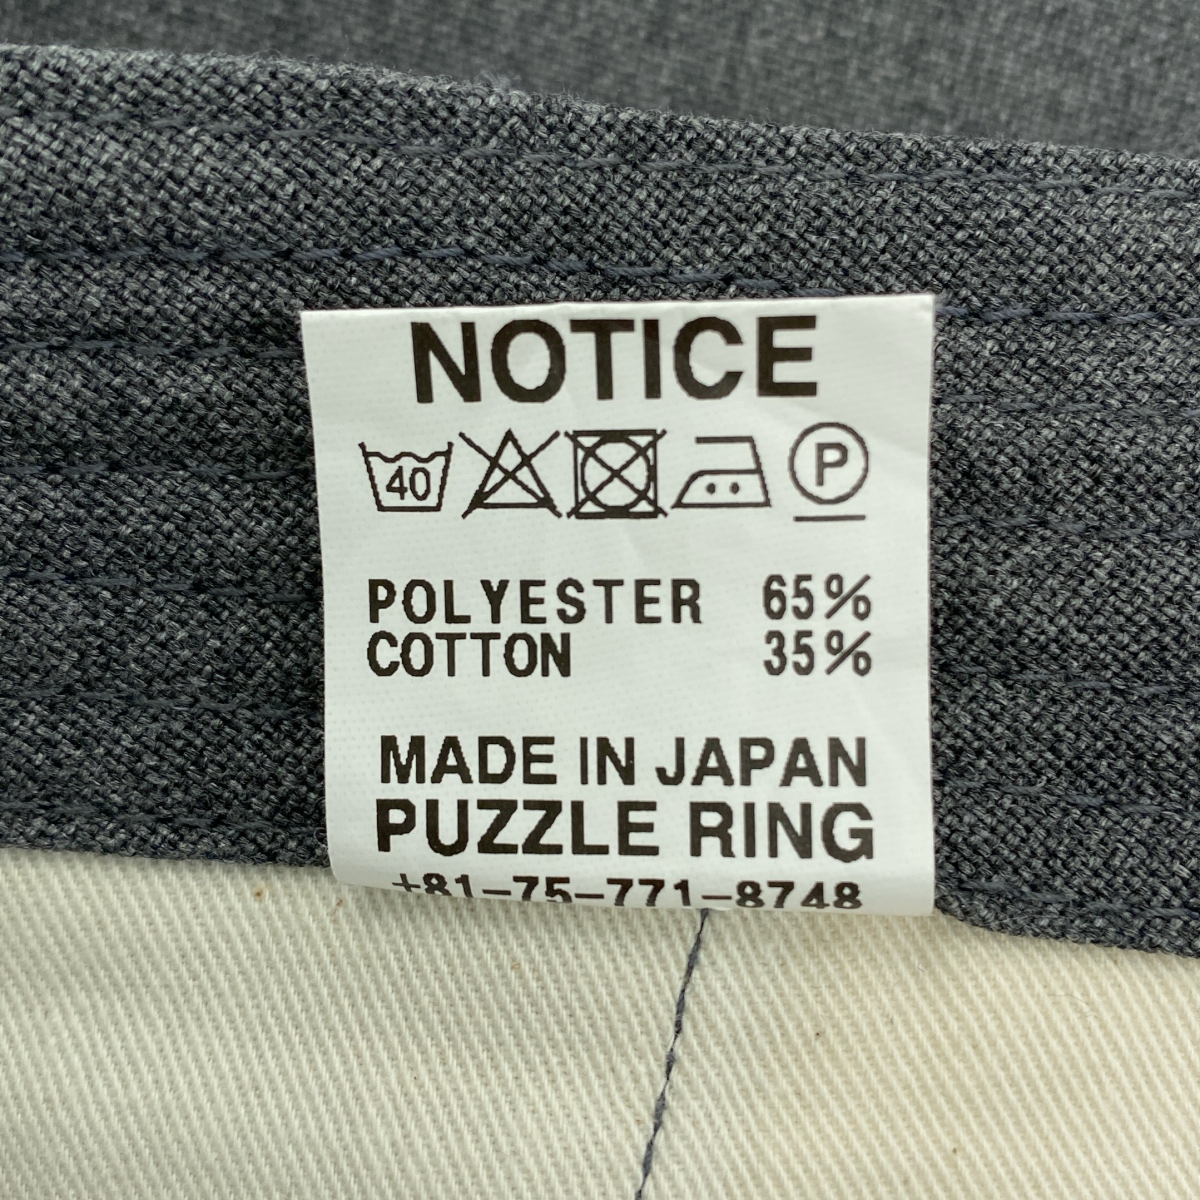 NOTICE
40 P
POLYESTER 65%
COTTON 35%
MADE IN JAPAN
PUZZLE RING
+81-75-771-8748